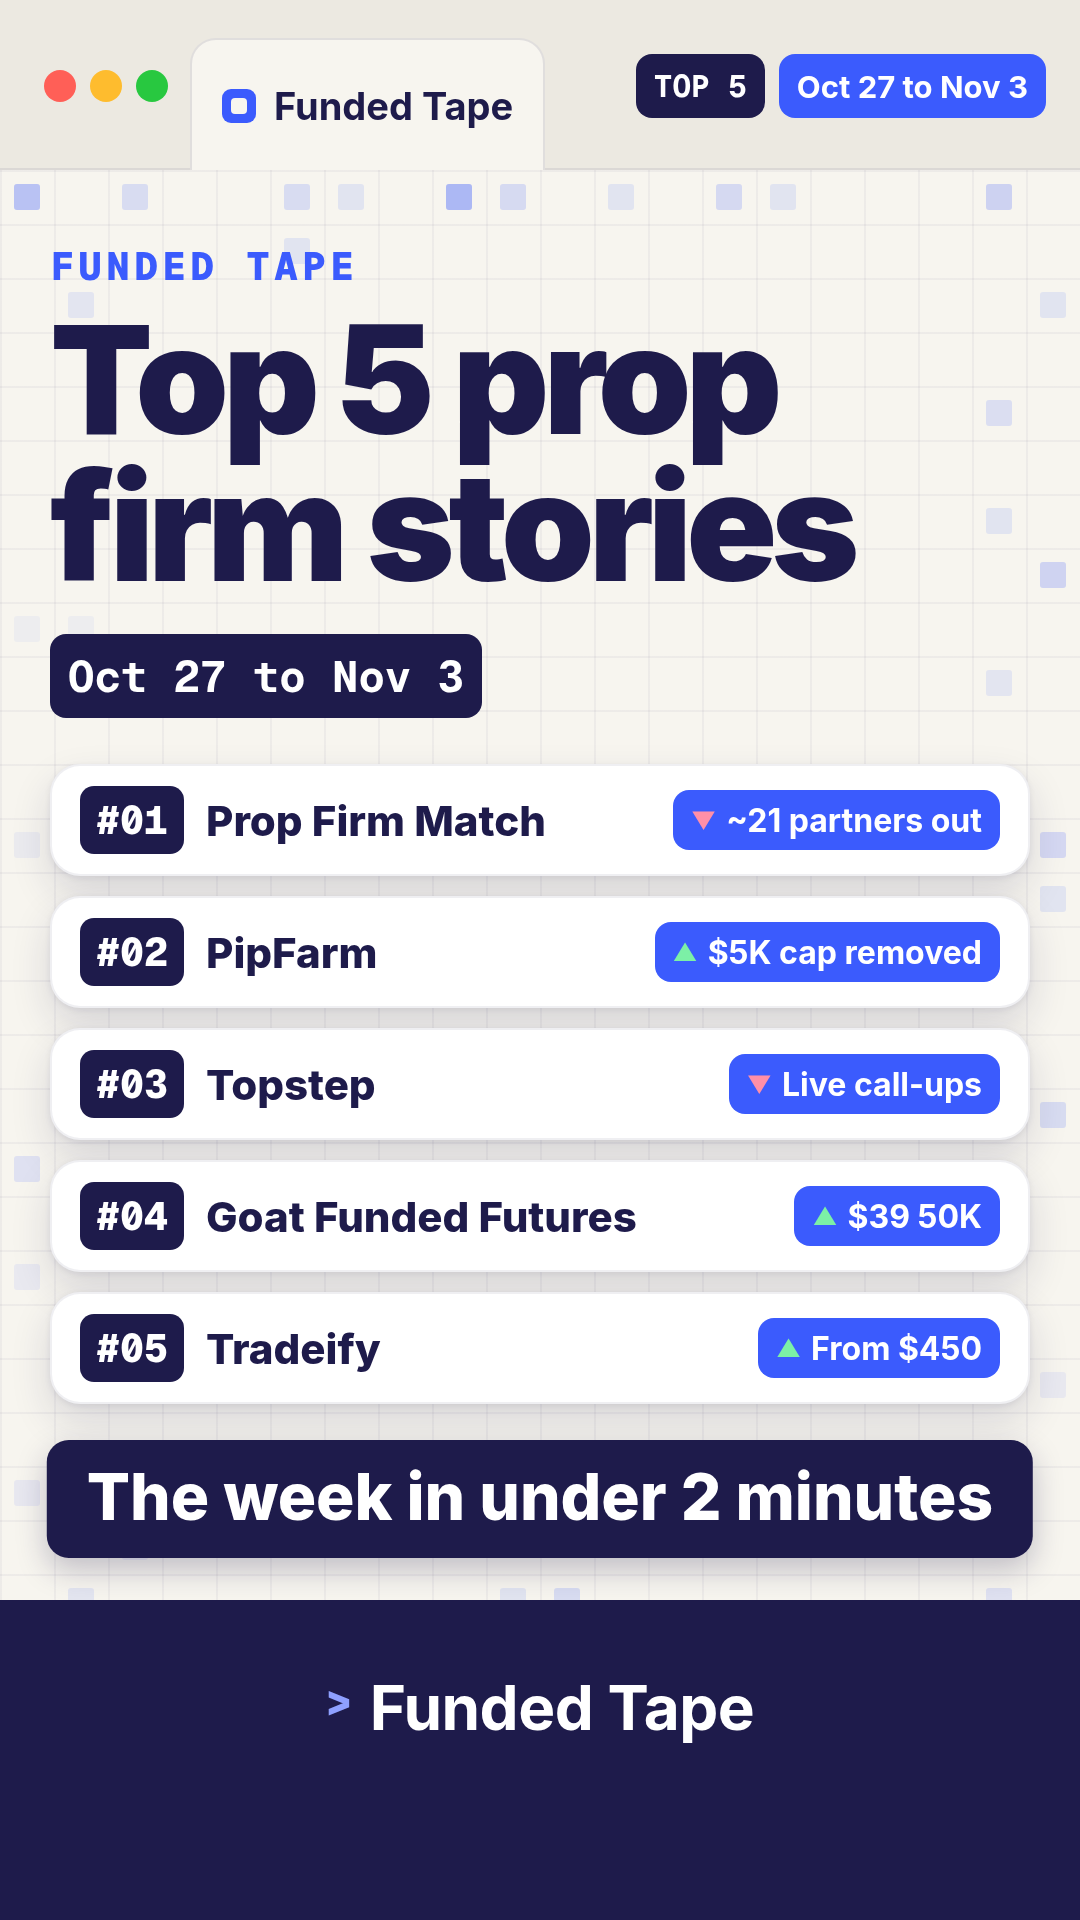 Funded Tape
TOP 5
Oct 27 to Nov 3
FUNDED TAPE
Top 5 prop
firm stories
Oct 27 to Nov 3
#01 Prop Firm Match ▼ ~21 partners out
#02 PipFarm ▲ $5K cap removed
#03 Topstep ▼ Live call-ups
#04 Goat Funded Futures ▲ $39 50K
#05 Tradeify ▲ From $450
The week in under 2 minutes
> Funded Tape